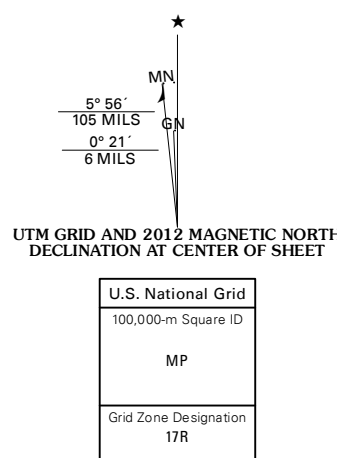 ★
MN
5° 56´
105 MILS
GN
0° 21´
6 MILS
UTM GRID AND 2012 MAGNETIC NORTH
DECLINATION AT CENTER OF SHEET
U.S. National Grid
100,000-m Square ID
MP
Grid Zone Designation
17R